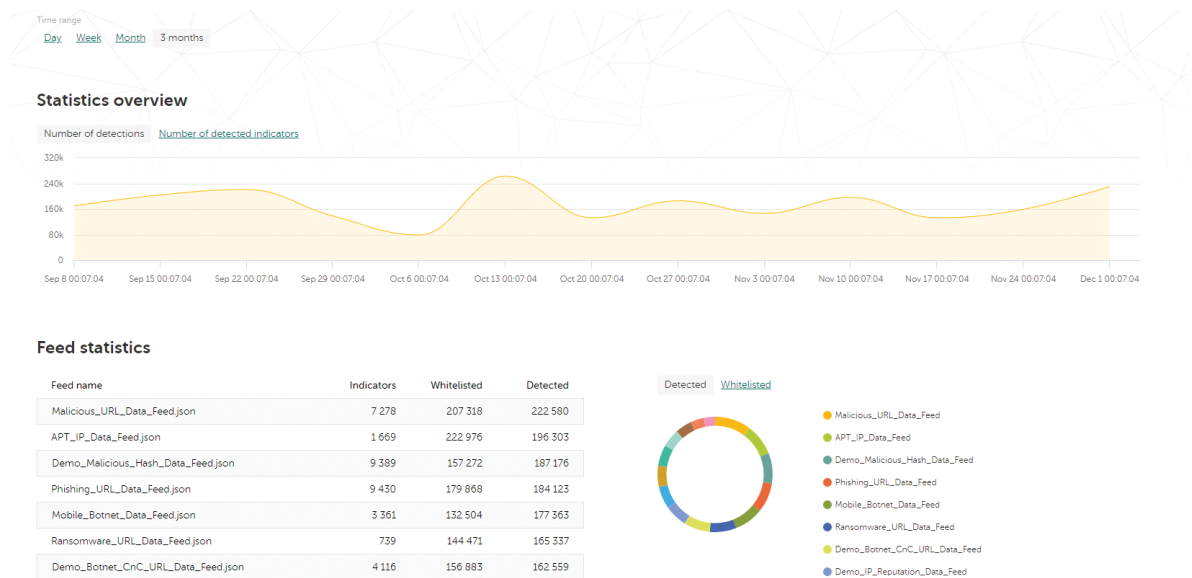 Time range
Day Week Month 3 months
Statistics overview
Number of detections Number of detected indicators
320k
240k
160k
80k
0
Sep 8 00:07:04 Sep 15 00:07:04 Sep 22 00:07:04 Sep 29 00:07:04 Oct 6 00:07:04 Oct 13 00:07:04 Oct 20 00:07:04 Oct 27 00:07:04 Nov 3 00:07:04 Nov 10 00:07:04 Nov 17 00:07:04 Nov 24 00:07:04 Dec 1 00:07:04
Feed statistics
Feed name Indicators Whitelisted Detected
Malicious_URL_Data_Feed.json 7 278 207 318 222 580
APT_IP_Data_Feed.json 1 669 222 976 196 303
Demo_Malicious_Hash_Data_Feed.json 9 389 157 272 187 176
Phishing_URL_Data_Feed.json 9 430 179 868 184 123
Mobile_Botnet_Data_Feed.json 3 361 132 504 177 363
Ransomware_URL_Data_Feed.json 739 144 471 165 337
Demo_Botnet_CnC_URL_Data_Feed.json 4 116 156 883 162 559
Detected Whitelisted
Malicious_URL_Data_Feed
APT_IP_Data_Feed
Demo_Malicious_Hash_Data_Feed
Phishing_URL_Data_Feed
Mobile_Botnet_Data_Feed
Ransomware_URL_Data_Feed
Demo_Botnet_CnC_URL_Data_Feed
Demo_IP_Reputation_Data_Feed